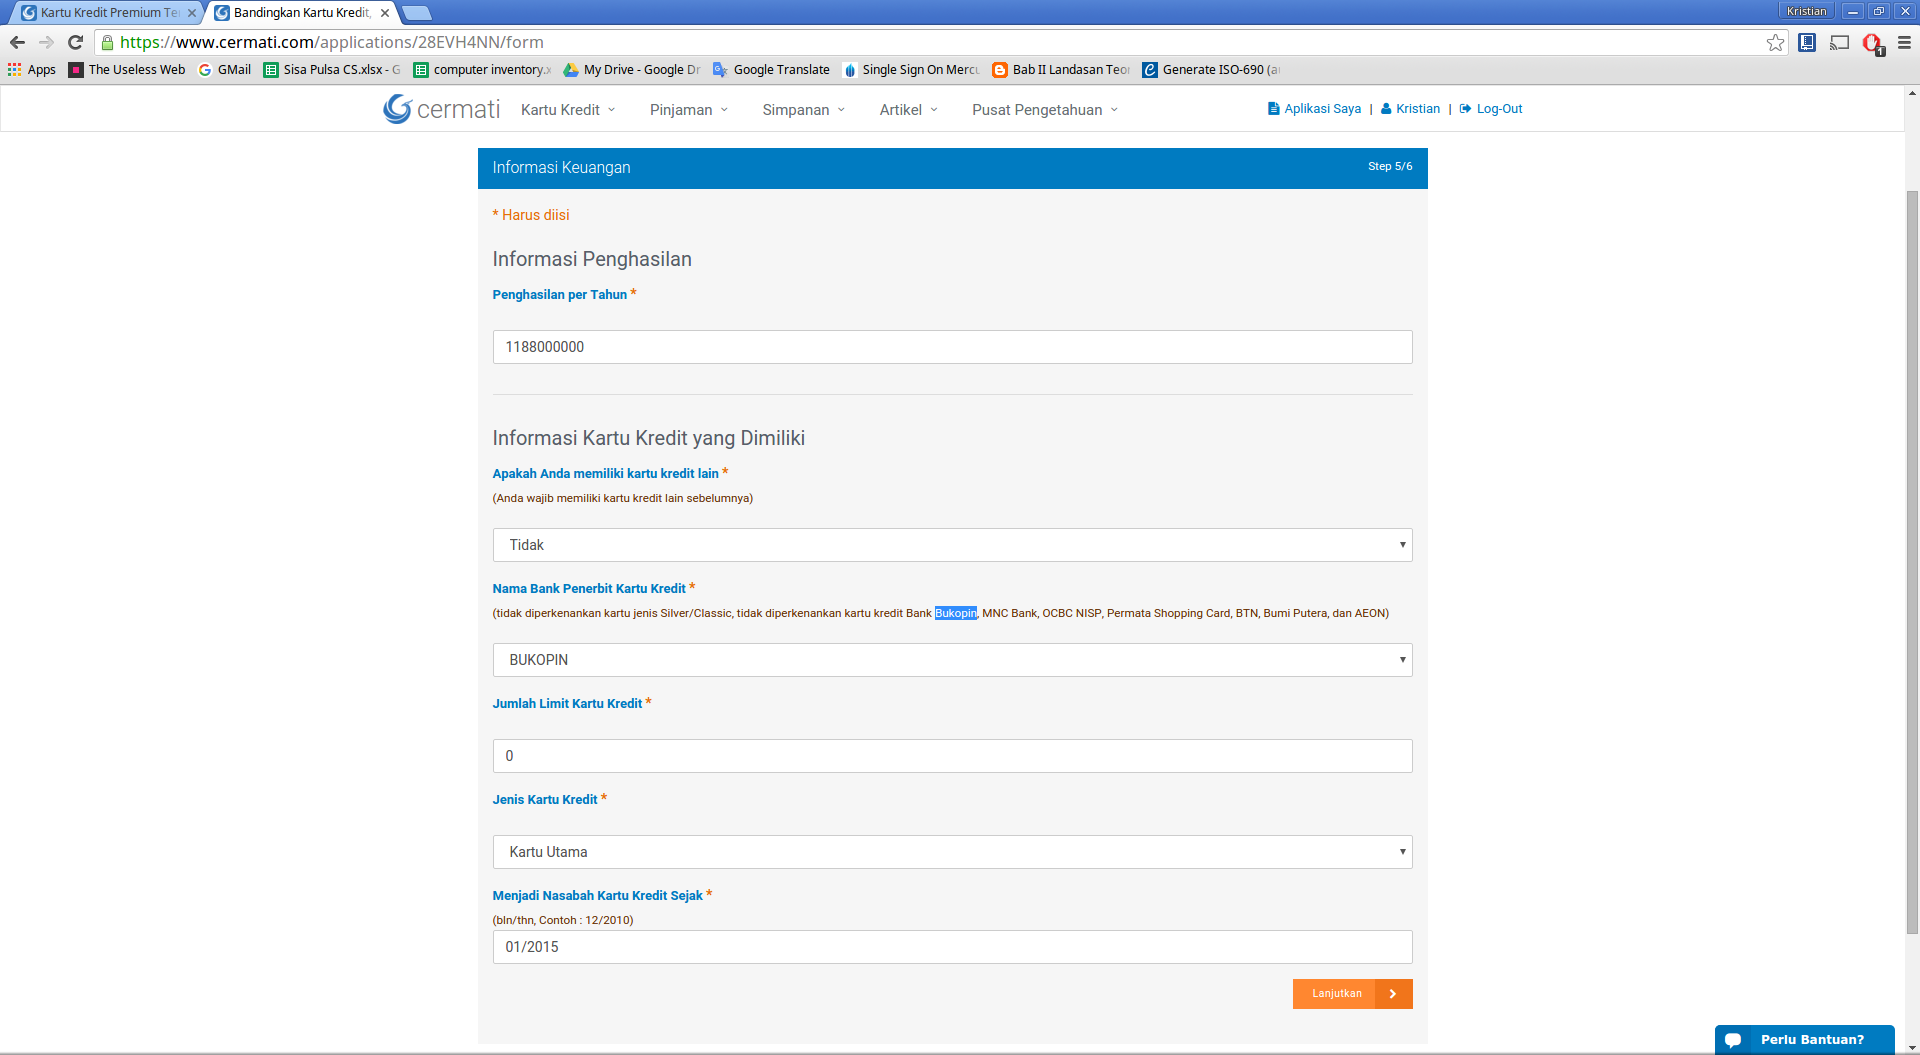 Kartu Kredit Premium Te
Bandingkan Kartu Kredit,
Kristian
https://www.cermati.com/applications/28EVH4NN/form
Apps
The Useless Web
GMail
Sisa Pulsa CS.xlsx - G
computer inventory.x
My Drive - Google Dr
Google Translate
Single Sign On Mercu
Bab II Landasan Teor
Generate ISO-690 (a
1
cermati
Kartu Kredit
Pinjaman
Simpanan
Artikel
Pusat Pengetahuan
Aplikasi Saya | Kristian | Log-Out
Informasi Keuangan
Step 5/6
* Harus diisi
Informasi Penghasilan
Penghasilan per Tahun *
1188000000
Informasi Kartu Kredit yang Dimiliki
Apakah Anda memiliki kartu kredit lain *
(Anda wajib memiliki kartu kredit lain sebelumnya)
Tidak
Nama Bank Penerbit Kartu Kredit *
(tidak diperkenankan kartu jenis Silver/Classic, tidak diperkenankan kartu kredit Bank Bukopin, MNC Bank, OCBC NISP, Permata Shopping Card, BTN, Bumi Putera, dan AEON)
BUKOPIN
Jumlah Limit Kartu Kredit *
0
Jenis Kartu Kredit *
Kartu Utama
Menjadi Nasabah Kartu Kredit Sejak *
(bln/thn, Contoh : 12/2010)
01/2015
Lanjutkan
Perlu Bantuan?